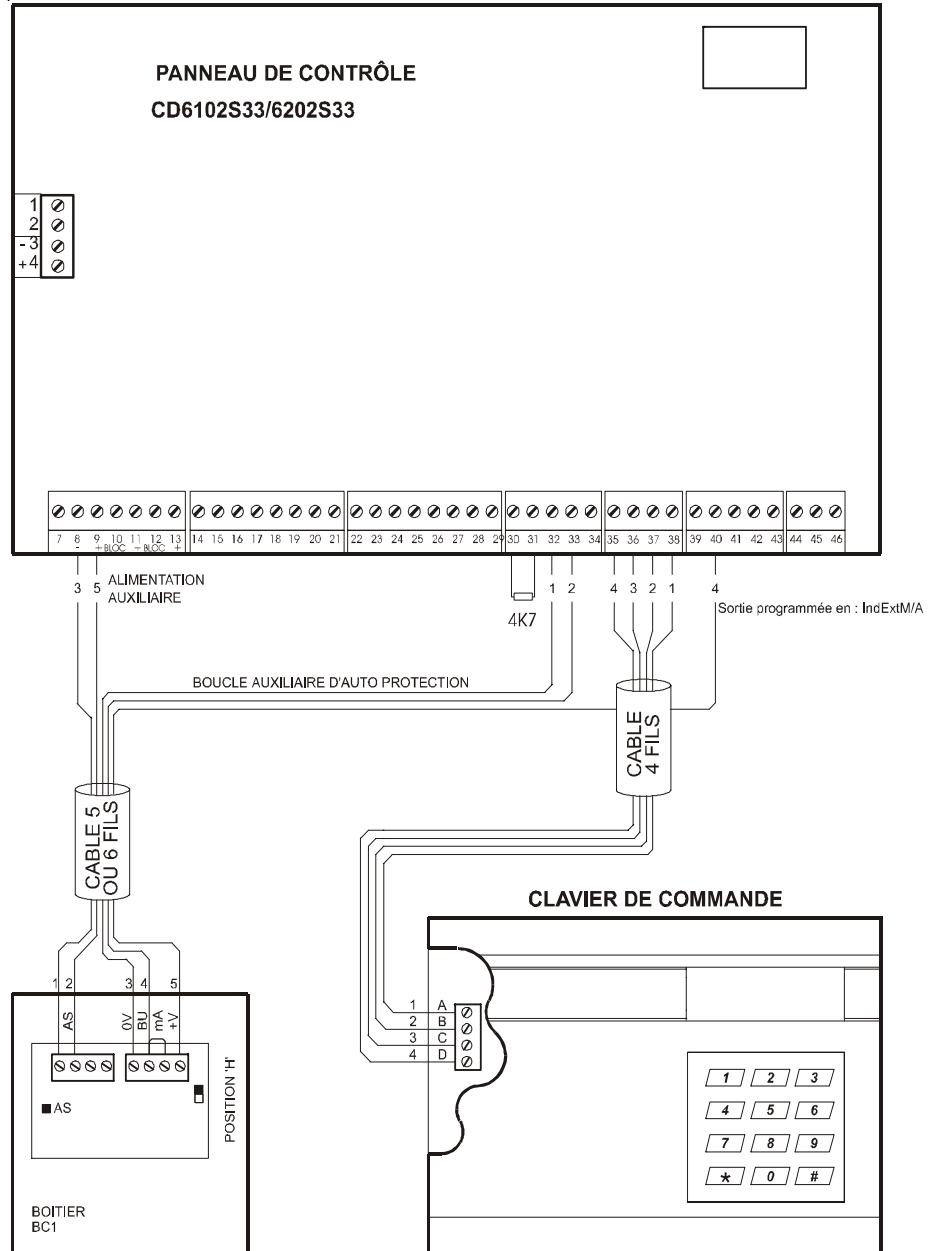 PANNEAU DE CONTRÔLE
CD6102S33/6202S33
1
2
- 3
+ 4
7 8 9 10 11 12 13 14 15 16 17 18 19 20 21 22 23 24 25 26 27 28 29 30 31 32 33 34 35 36 37 38 39 40 41 42 43 44 45 46
- + BLOC - BLOC +
3 5 ALIMENTATION AUXILIAIRE
4K7
1 2
4 3 2 1
4
Sortie programmée en : IndExtM/A
BOUCLE AUXILIAIRE D'AUTO PROTECTION
CABLE
4 FILS
CABLE 5
OU 6 FILS
CLAVIER DE COMMANDE
1 2 3 4 5
AS 0V BU mA +V
POSITION 'H'
AS
BOITIER
BC1
1 A
2 B
3 C
4 D
1 2 3
4 5 6
7 8 9
* 0 #